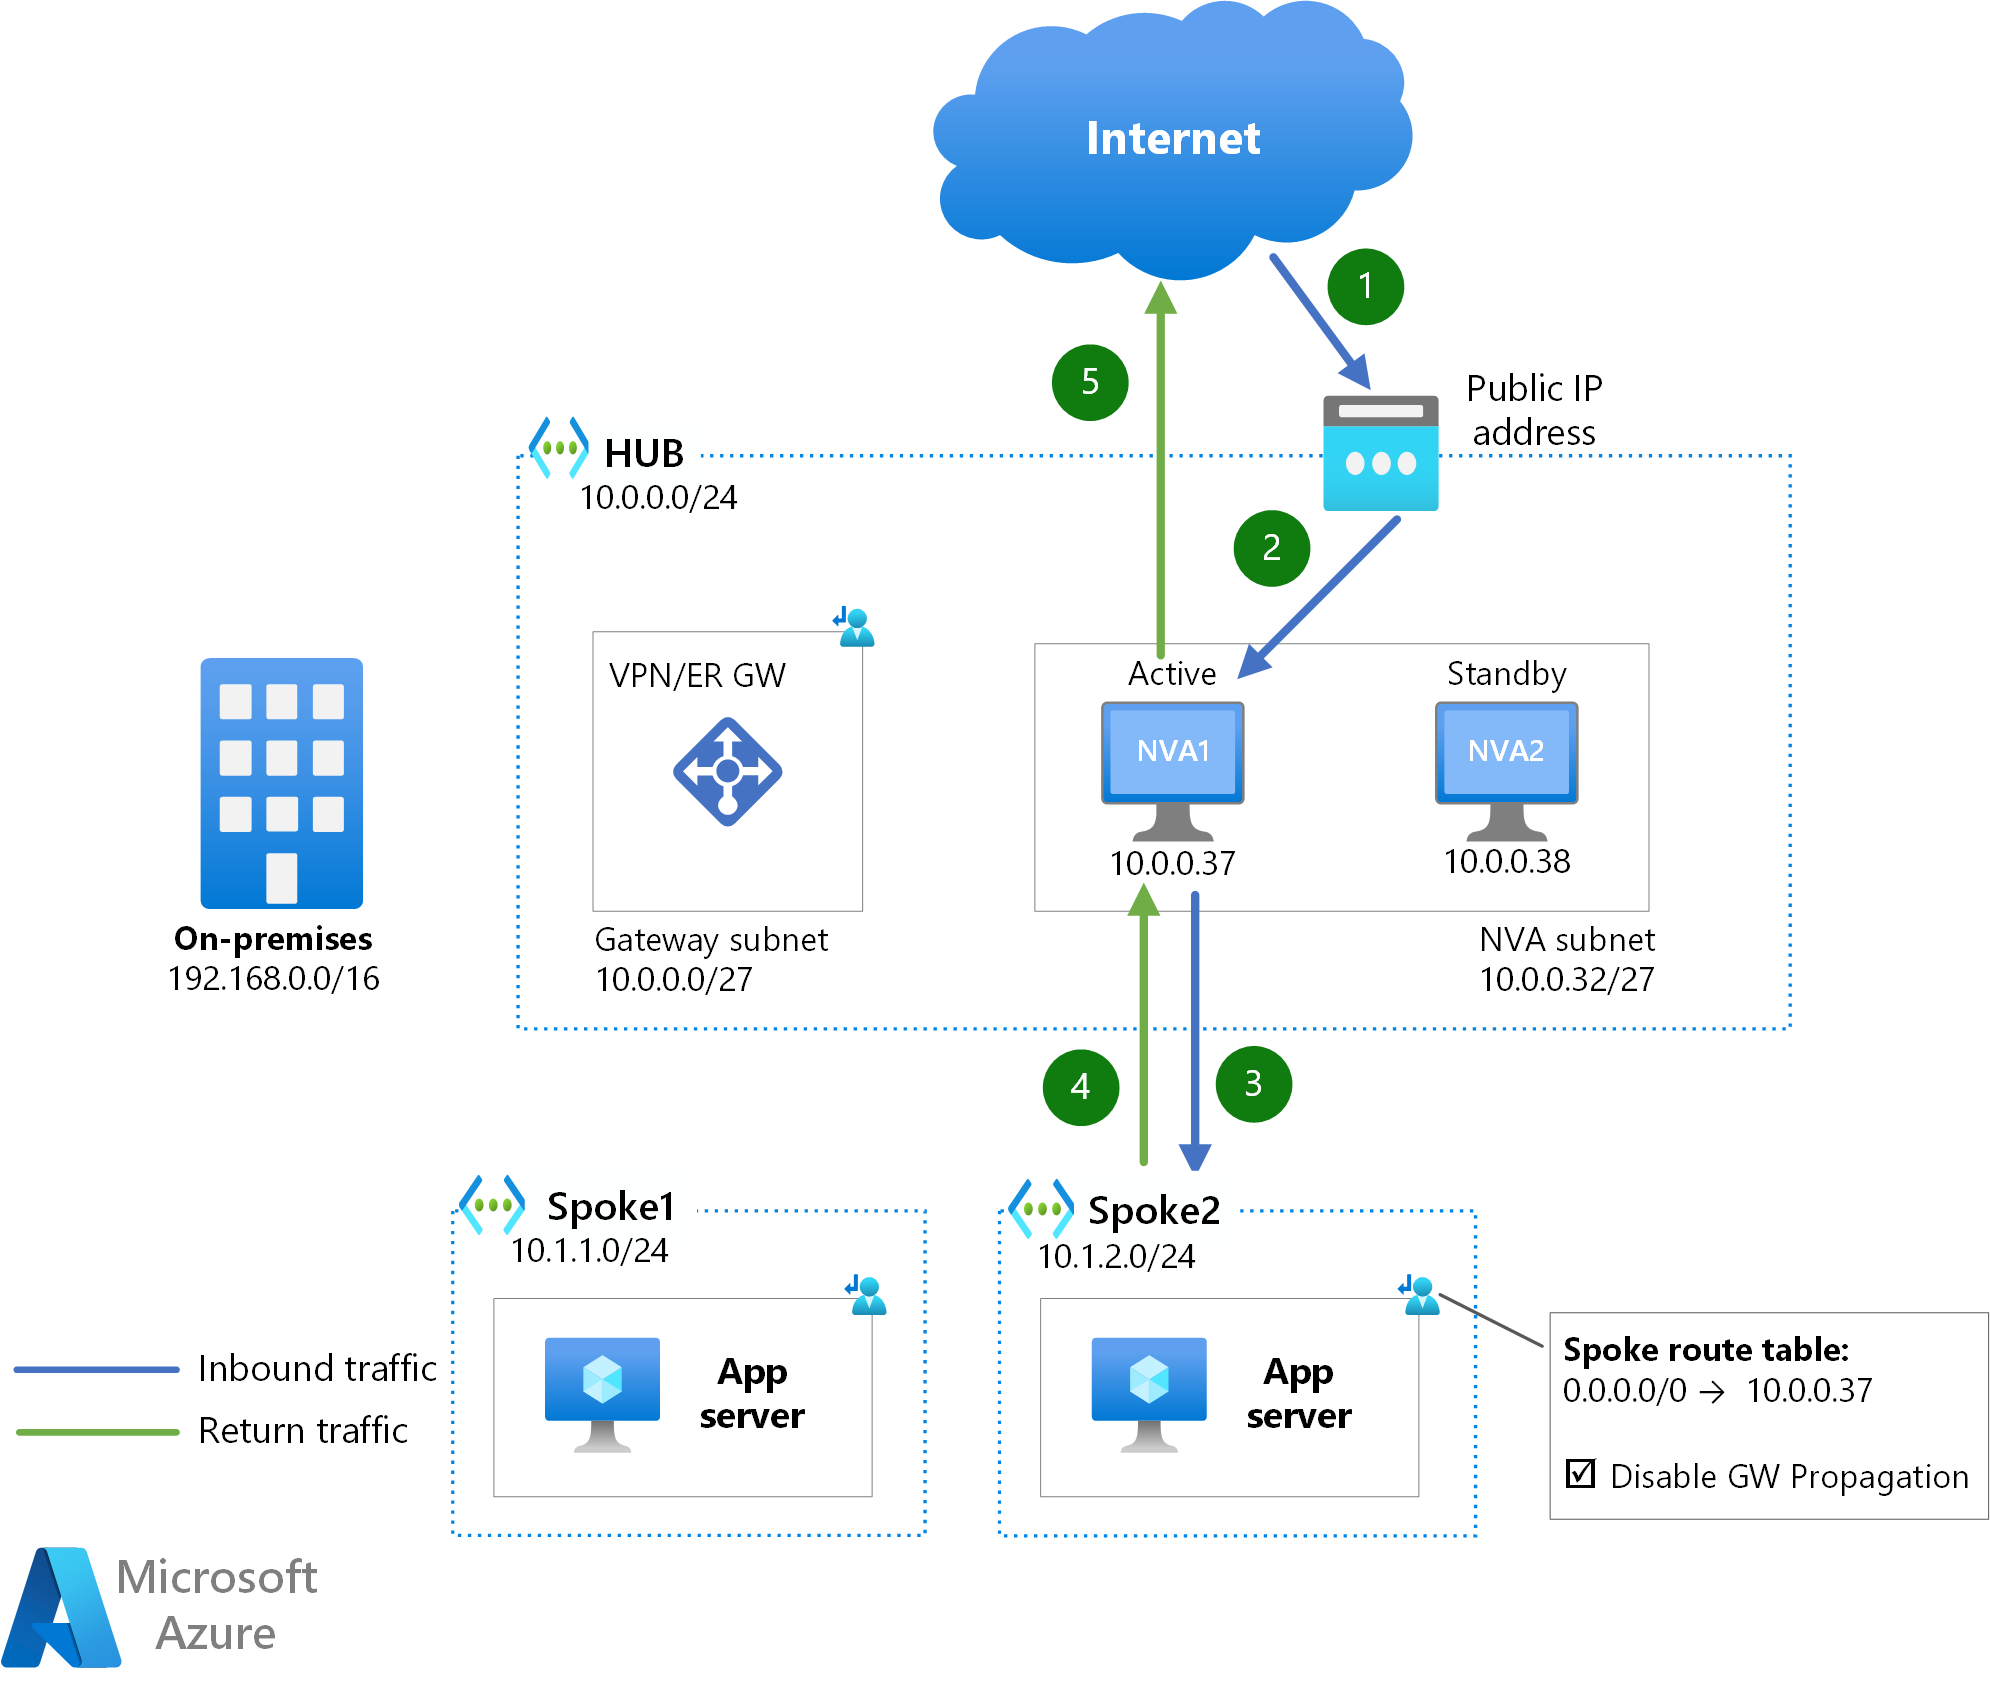 Internet
1
5
Public IP
address
HUB
10.0.0.0/24
2
VPN/ER GW
Active
Standby
NVA1
NVA2
10.0.0.37
10.0.0.38
On-premises
192.168.0.0/16
Gateway subnet
10.0.0.0/27
NVA subnet
10.0.0.32/27
4
3
Spoke1
10.1.1.0/24
Spoke2
10.1.2.0/24
App
server
App
server
Spoke route table:
0.0.0.0/0 → 10.0.0.37
☑ Disable GW Propagation
Inbound traffic
Return traffic
Microsoft
Azure